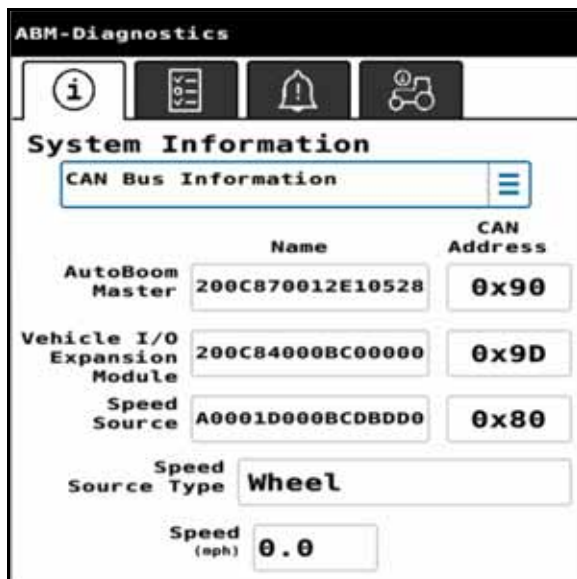 ABM-Diagnostics
System Information
CAN Bus Information
Name
CAN
Address
AutoBoom
Master
200C870012E10528
0x90
Vehicle I/O
Expansion
Module
200C84000BC00000
0x9D
Speed
Source
A0001D000BCDBDD0
0x80
Speed
Source Type
Wheel
Speed
(mph)
0.0